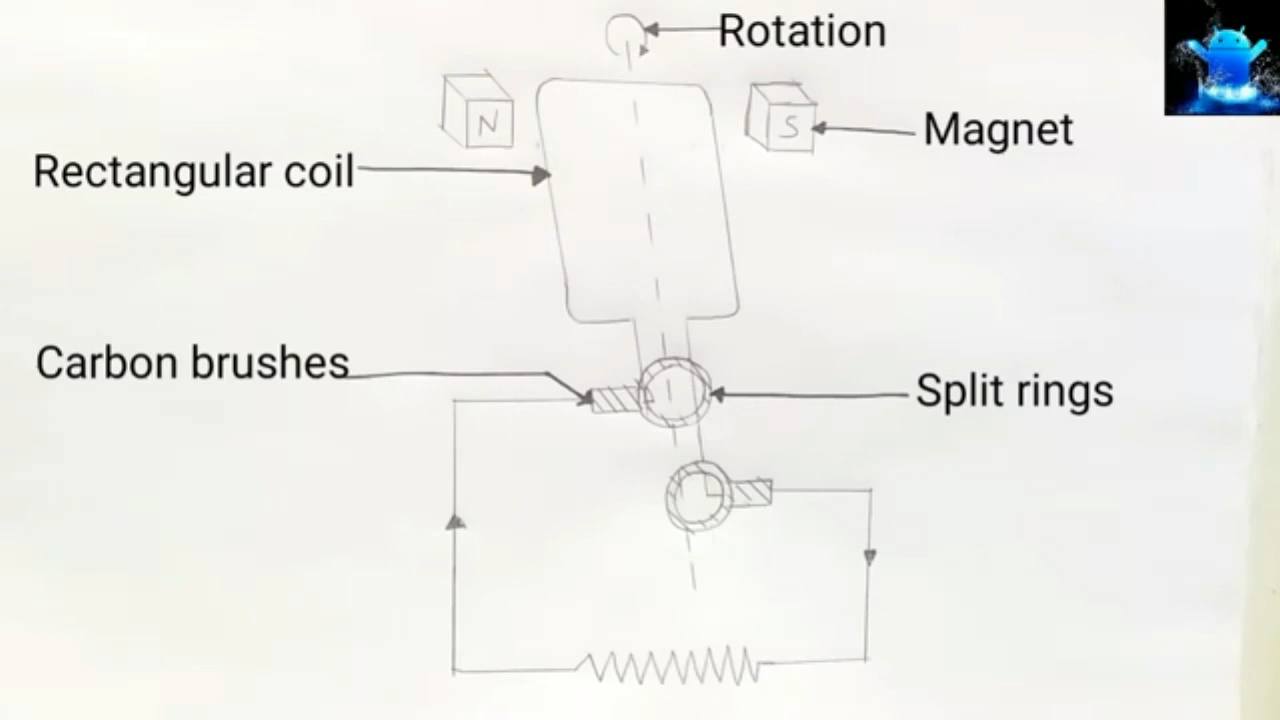 Rotation
N
S
Magnet
Rectangular coil
Carbon brushes
Split rings